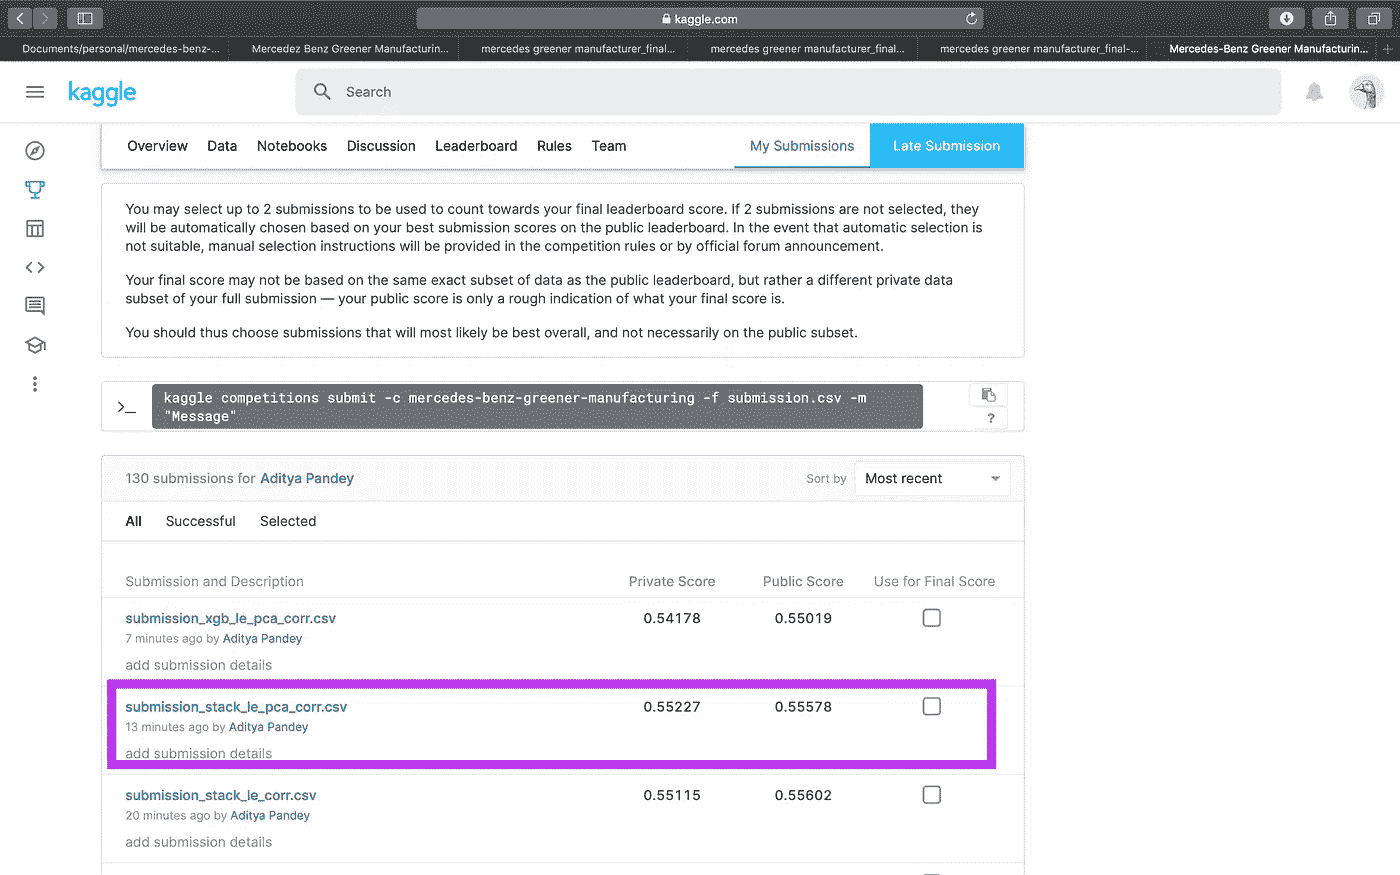 kaggle.com
Documents/personal/mercedes-benz-...
Mercedez Benz Greener Manufacturin...
mercedes greener manufacturer_final...
mercedes greener manufacturer_final...
mercedes greener manufacturer_final-...
Mercedes-Benz Greener Manufacturin...
kaggle
Search
Overview
Data
Notebooks
Discussion
Leaderboard
Rules
Team
My Submissions
Late Submission
You may select up to 2 submissions to be used to count towards your final leaderboard score. If 2 submissions are not selected, they
will be automatically chosen based on your best submission scores on the public leaderboard. In the event that automatic selection is
not suitable, manual selection instructions will be provided in the competition rules or by official forum announcement.
Your final score may not be based on the same exact subset of data as the public leaderboard, but rather a different private data
subset of your full submission — your public score is only a rough indication of what your final score is.
You should thus choose submissions that will most likely be best overall, and not necessarily on the public subset.
>_
kaggle competitions submit -c mercedes-benz-greener-manufacturing -f submission.csv -m
"Message"
?
130 submissions for Aditya Pandey
Sort by
Most recent
All
Successful
Selected
Submission and Description
Private Score
Public Score
Use for Final Score
submission_xgb_le_pca_corr.csv
0.54178
0.55019
7 minutes ago by Aditya Pandey
add submission details
submission_stack_le_pca_corr.csv
0.55227
0.55578
13 minutes ago by Aditya Pandey
add submission details
submission_stack_le_corr.csv
0.55115
0.55602
20 minutes ago by Aditya Pandey
add submission details